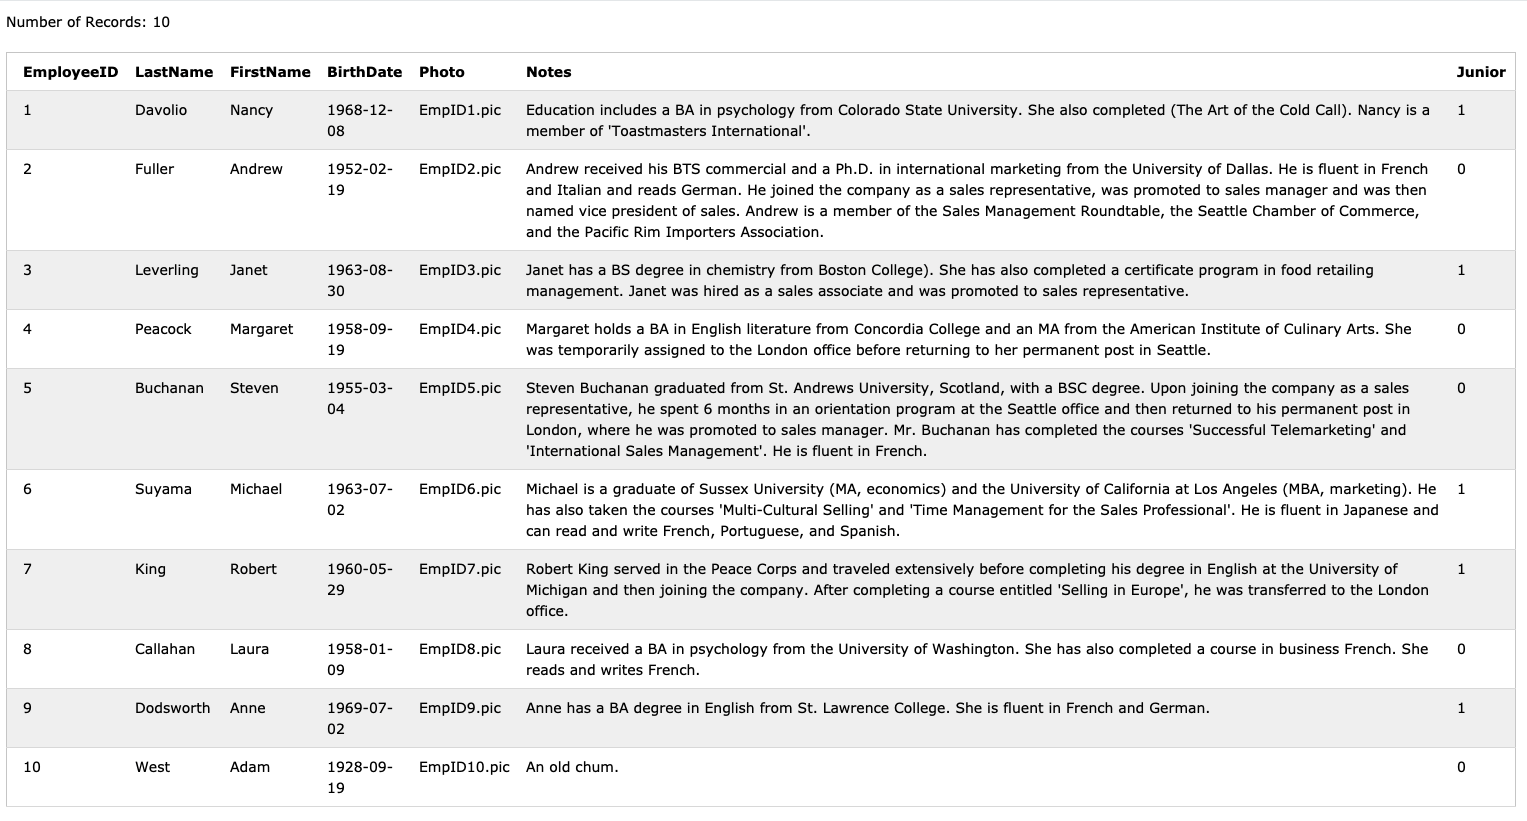 Number of Records: 10
EmployeeID LastName FirstName BirthDate Photo Notes Junior
1 Davolio Nancy 1968-12- EmpID1.pic Education includes a BA in psychology from Colorado State University. She also completed (The Art of the Cold Call). Nancy is a 1
08 member of 'Toastmasters International'.
2 Fuller Andrew 1952-02- EmpID2.pic Andrew received his BTS commercial and a Ph.D. in international marketing from the University of Dallas. He is fluent in French 0
19 and Italian and reads German. He joined the company as a sales representative, was promoted to sales manager and was then
named vice president of sales. Andrew is a member of the Sales Management Roundtable, the Seattle Chamber of Commerce,
and the Pacific Rim Importers Association.
3 Leverling Janet 1963-08- EmpID3.pic Janet has a BS degree in chemistry from Boston College). She has also completed a certificate program in food retailing 1
30 management. Janet was hired as a sales associate and was promoted to sales representative.
4 Peacock Margaret 1958-09- EmpID4.pic Margaret holds a BA in English literature from Concordia College and an MA from the American Institute of Culinary Arts. She 0
19 was temporarily assigned to the London office before returning to her permanent post in Seattle.
5 Buchanan Steven 1955-03- EmpID5.pic Steven Buchanan graduated from St. Andrews University, Scotland, with a BSC degree. Upon joining the company as a sales 0
04 representative, he spent 6 months in an orientation program at the Seattle office and then returned to his permanent post in
London, where he was promoted to sales manager. Mr. Buchanan has completed the courses 'Successful Telemarketing' and
'International Sales Management'. He is fluent in French.
6 Suyama Michael 1963-07- EmpID6.pic Michael is a graduate of Sussex University (MA, economics) and the University of California at Los Angeles (MBA, marketing). He 1
02 has also taken the courses 'Multi-Cultural Selling' and 'Time Management for the Sales Professional'. He is fluent in Japanese and
can read and write French, Portuguese, and Spanish.
7 King Robert 1960-05- EmpID7.pic Robert King served in the Peace Corps and traveled extensively before completing his degree in English at the University of 1
29 Michigan and then joining the company. After completing a course entitled 'Selling in Europe', he was transferred to the London
office.
8 Callahan Laura 1958-01- EmpID8.pic Laura received a BA in psychology from the University of Washington. She has also completed a course in business French. She 0
09 reads and writes French.
9 Dodsworth Anne 1969-07- EmpID9.pic Anne has a BA degree in English from St. Lawrence College. She is fluent in French and German. 1
02
10 West Adam 1928-09- EmpID10.pic An old chum. 0
19